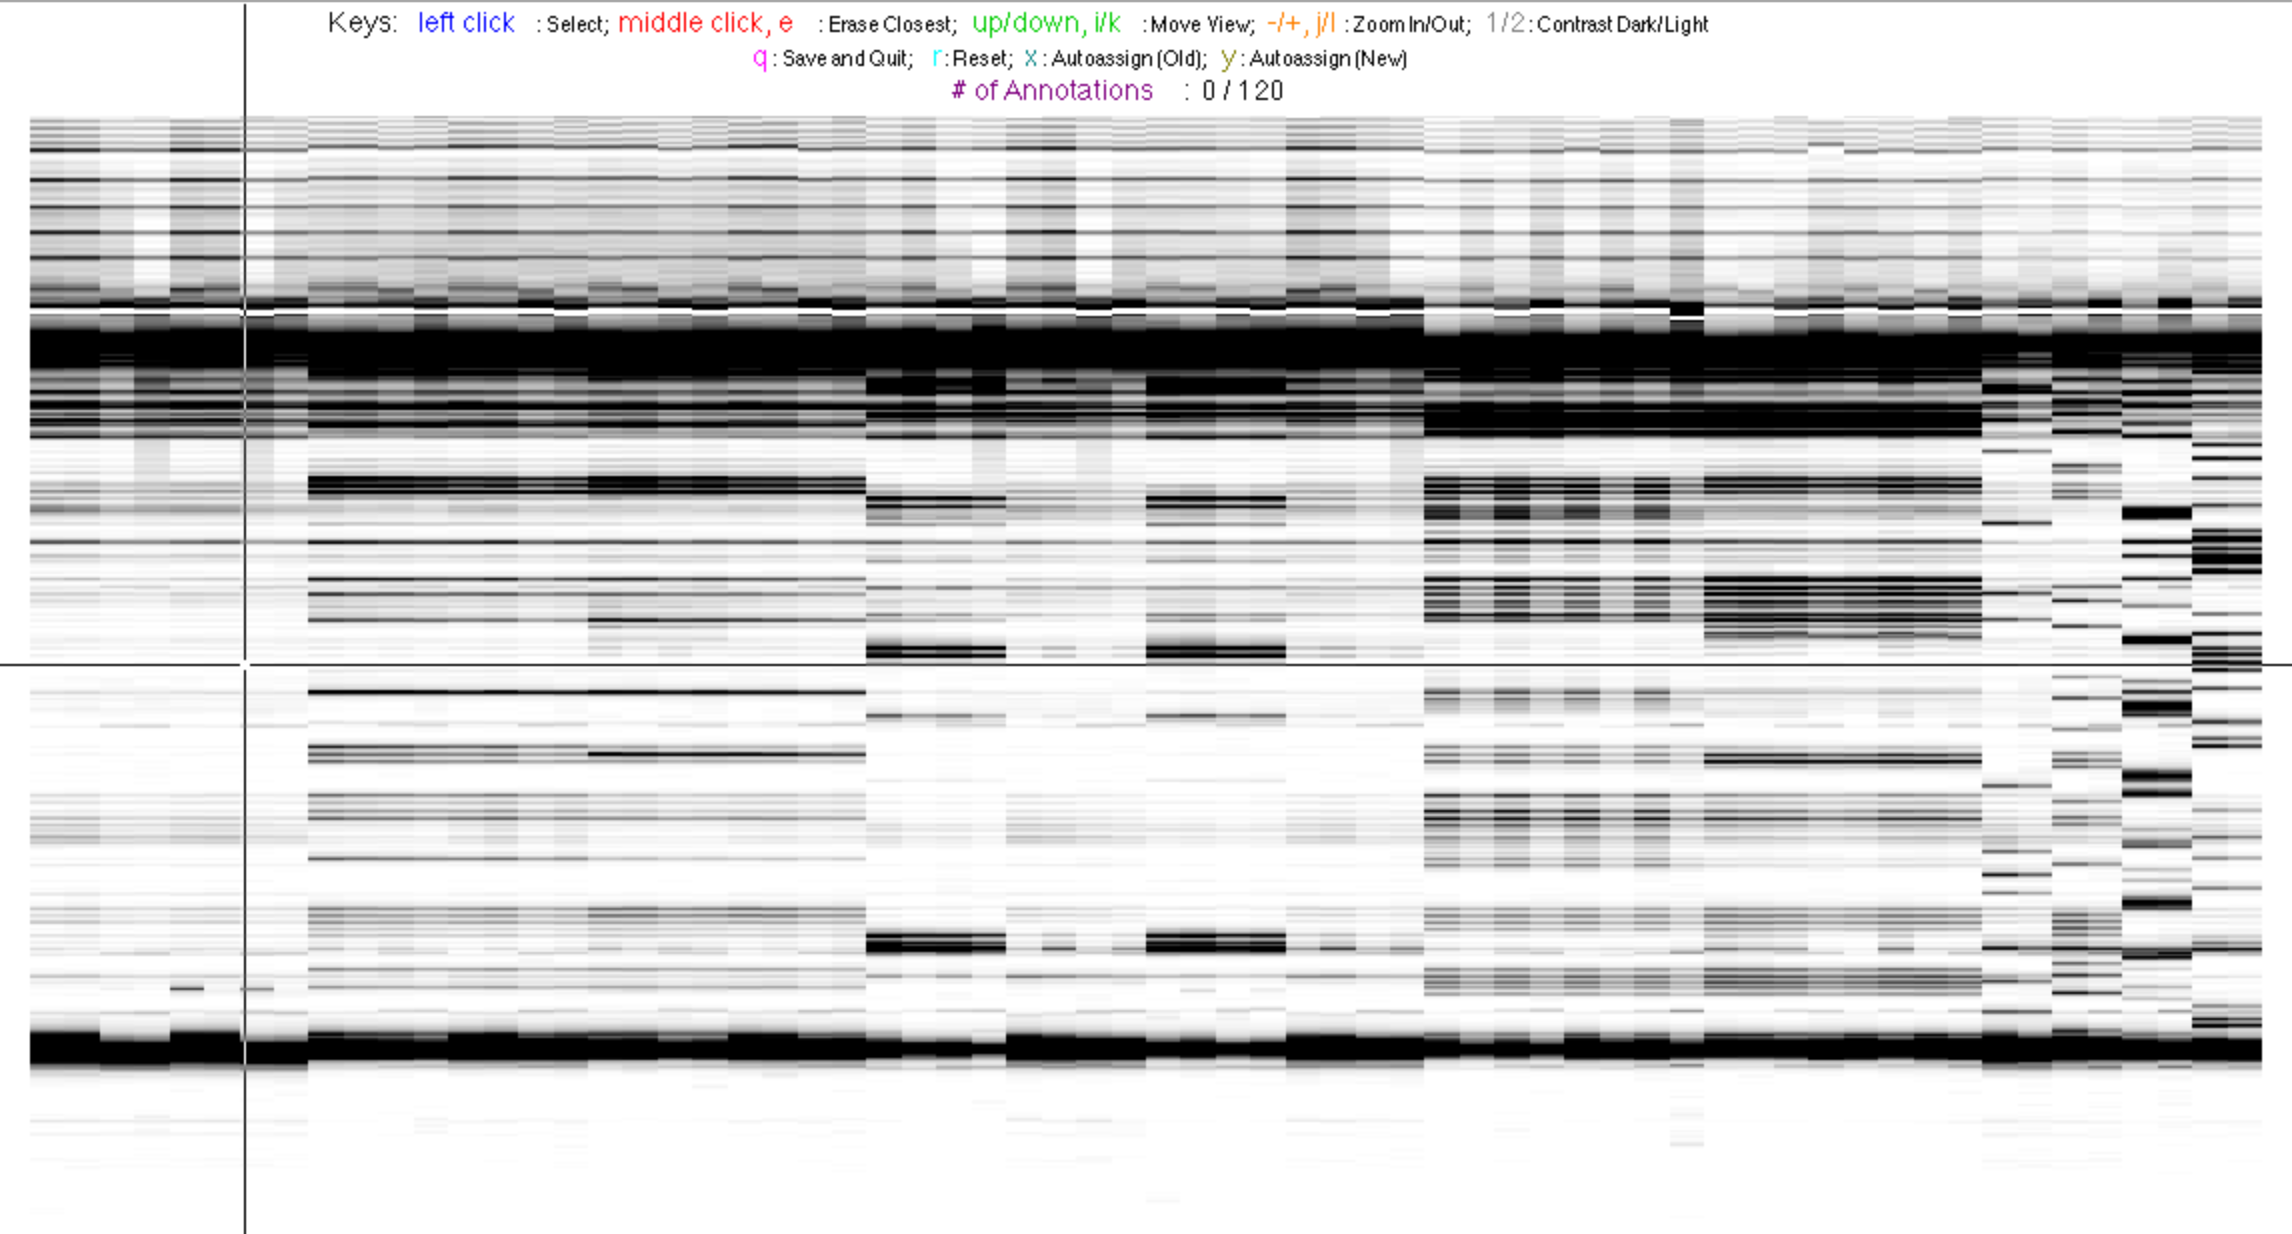 Keys: left click : Select; middle click, e : Erase Closest; up/down, i/k : Move View; -/+, j/l : Zoom In/Out; 1/2: Contrast Dark/Light
q : Save and Quit; r: Reset; x : Autoassign (Old); y : Autoassign (New)
# of Annotations : 0 / 120